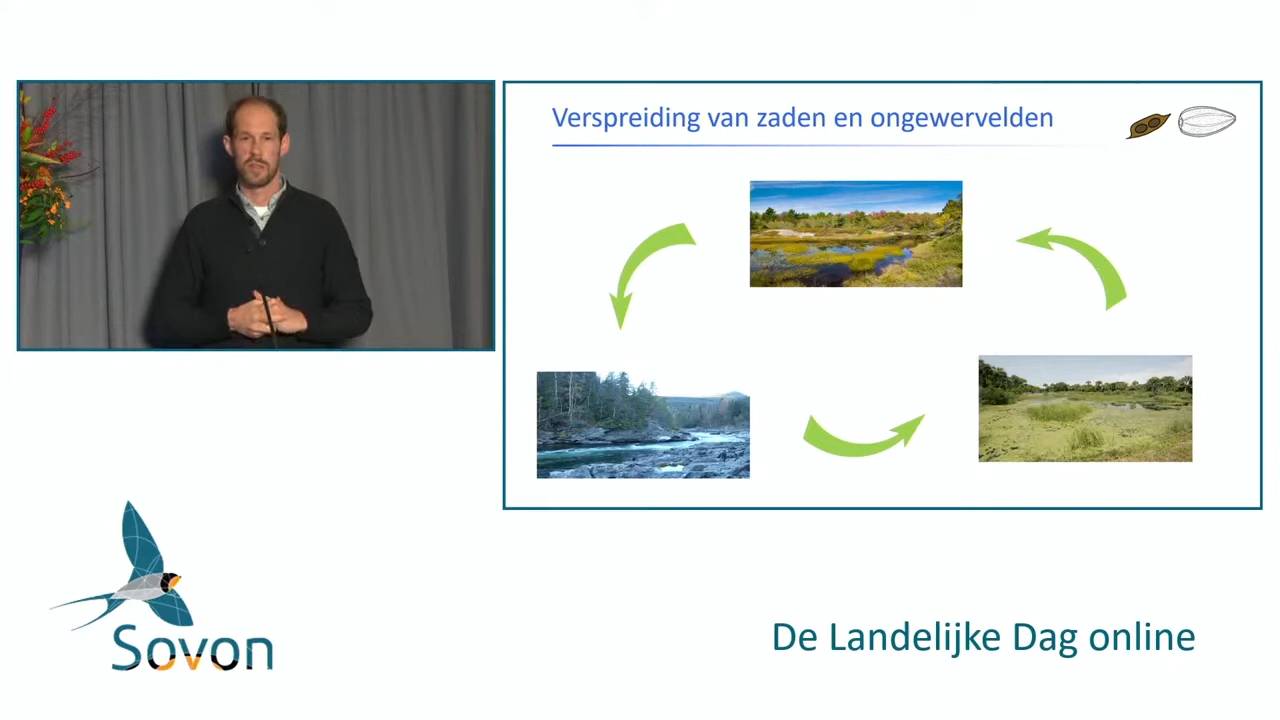 Verspreiding van zaden en ongewervelden
Sovon
De Landelijke Dag online